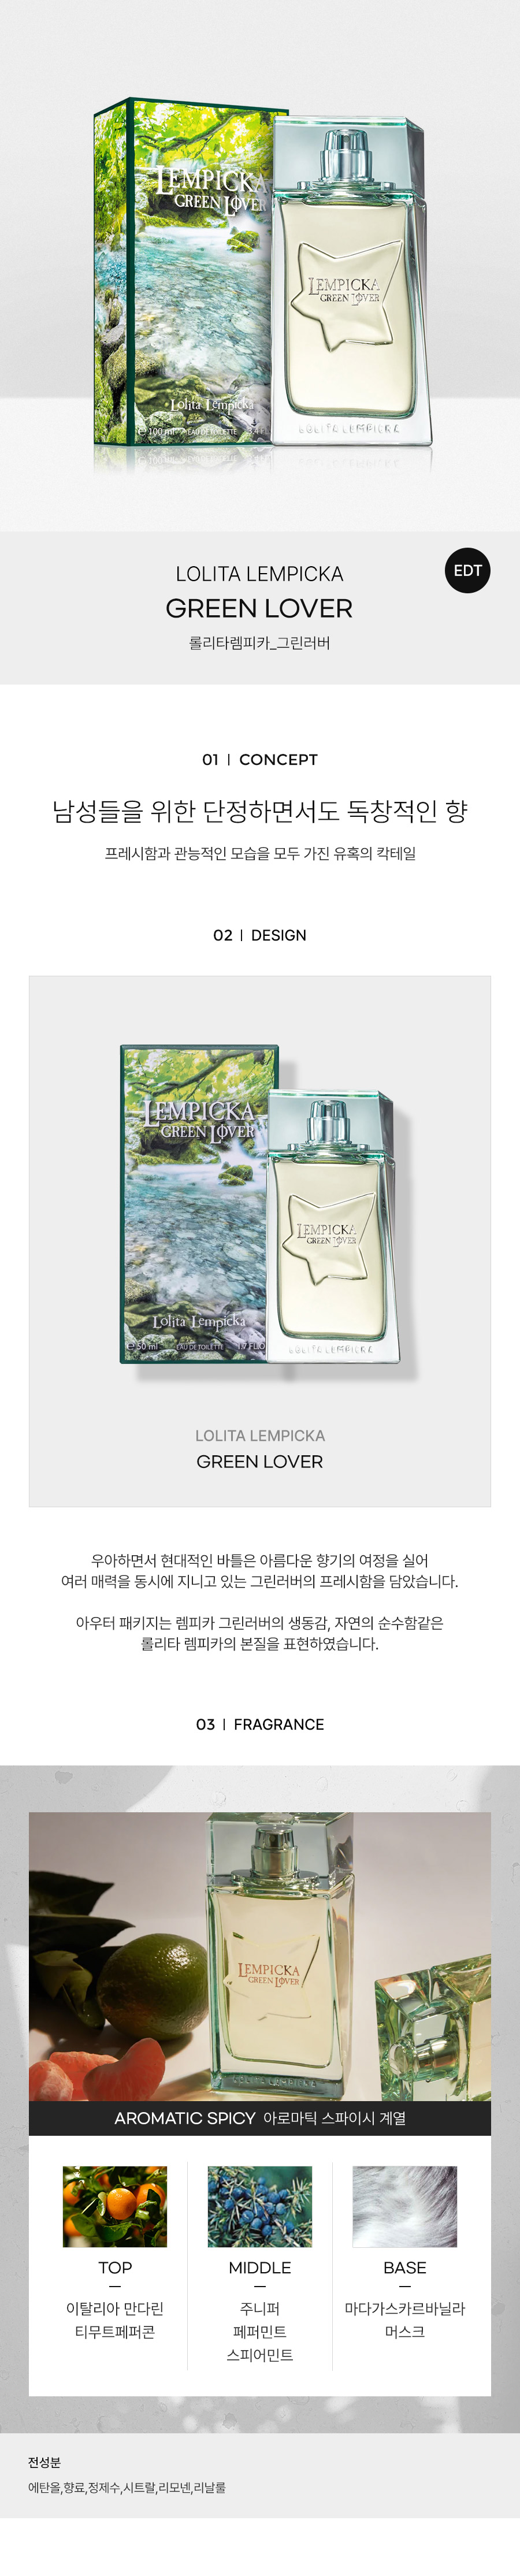 LEMPICKA
GREEN LOVER
Lolita Lempicka
100 ml
EAU DE TOILETTE
LEMPICKA
GREEN LOVER
LOLITA LEMPICKA
EDT
LOLITA LEMPICKA
GREEN LOVER
롤리타렘피카_그린러버
01 | CONCEPT
남성들을 위한 단정하면서도 독창적인 향
프레시함과 관능적인 모습을 모두 가진 유혹의 칵테일
02 | DESIGN
LEMPICKA
GREEN LOVER
Lolita Lempicka
50 ml EAU DE TOILETTE 1.7 FL.O
LEMPICKA
GREEN LOVER
LOLITA LEMPICKA
LOLITA LEMPICKA
GREEN LOVER
우아하면서 현대적인 바틀은 아름다운 향기의 여정을 실어
여러 매력을 동시에 지니고 있는 그린러버의 프레시함을 담았습니다.
아우터 패키지는 렘피카 그린러버의 생동감, 자연의 순수함같은
롤리타 렘피카의 본질을 표현하였습니다.
03 | FRAGRANCE
LEMPICKA
GREEN LOVER
AROMATIC SPICY 아로마틱 스파이시 계열
TOP
이탈리아 만다린
티무트페퍼콘
MIDDLE
주니퍼
페퍼민트
스피어민트
BASE
마다가스카르바닐라
머스크
전성분
에탄올,향료,정제수,시트랄,리모넨,리날룰